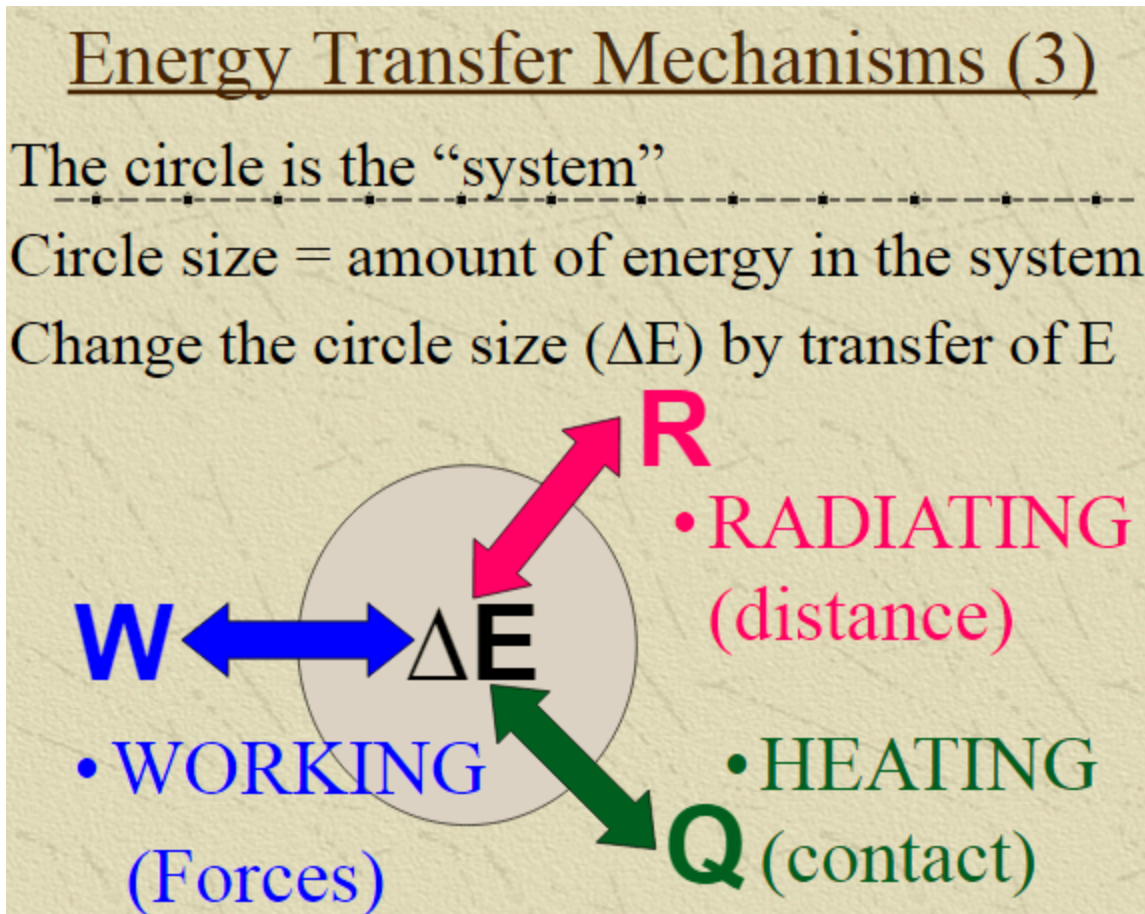 Energy Transfer Mechanisms (3)
The circle is the “system”
Circle size = amount of energy in the system
Change the circle size (ΔE) by transfer of E
R
• RADIATING
(distance)
W
ΔE
• WORKING
(Forces)
• HEATING
Q
(contact)